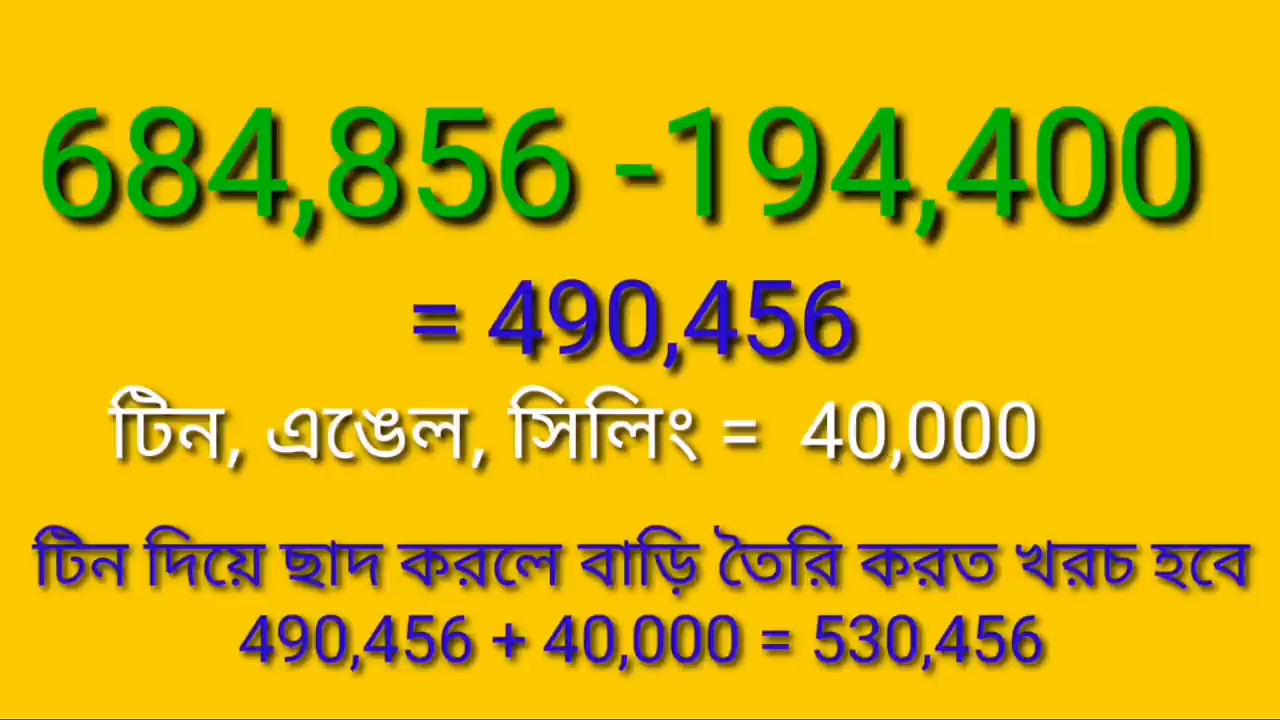 684,856 -194,400
= 490,456
টিন, এঙেল, সিলিং = 40,000
টিন দিয়ে ছাদ করলে বাড়ি তৈরি করত খরচ হবে
490,456 + 40,000 = 530,456